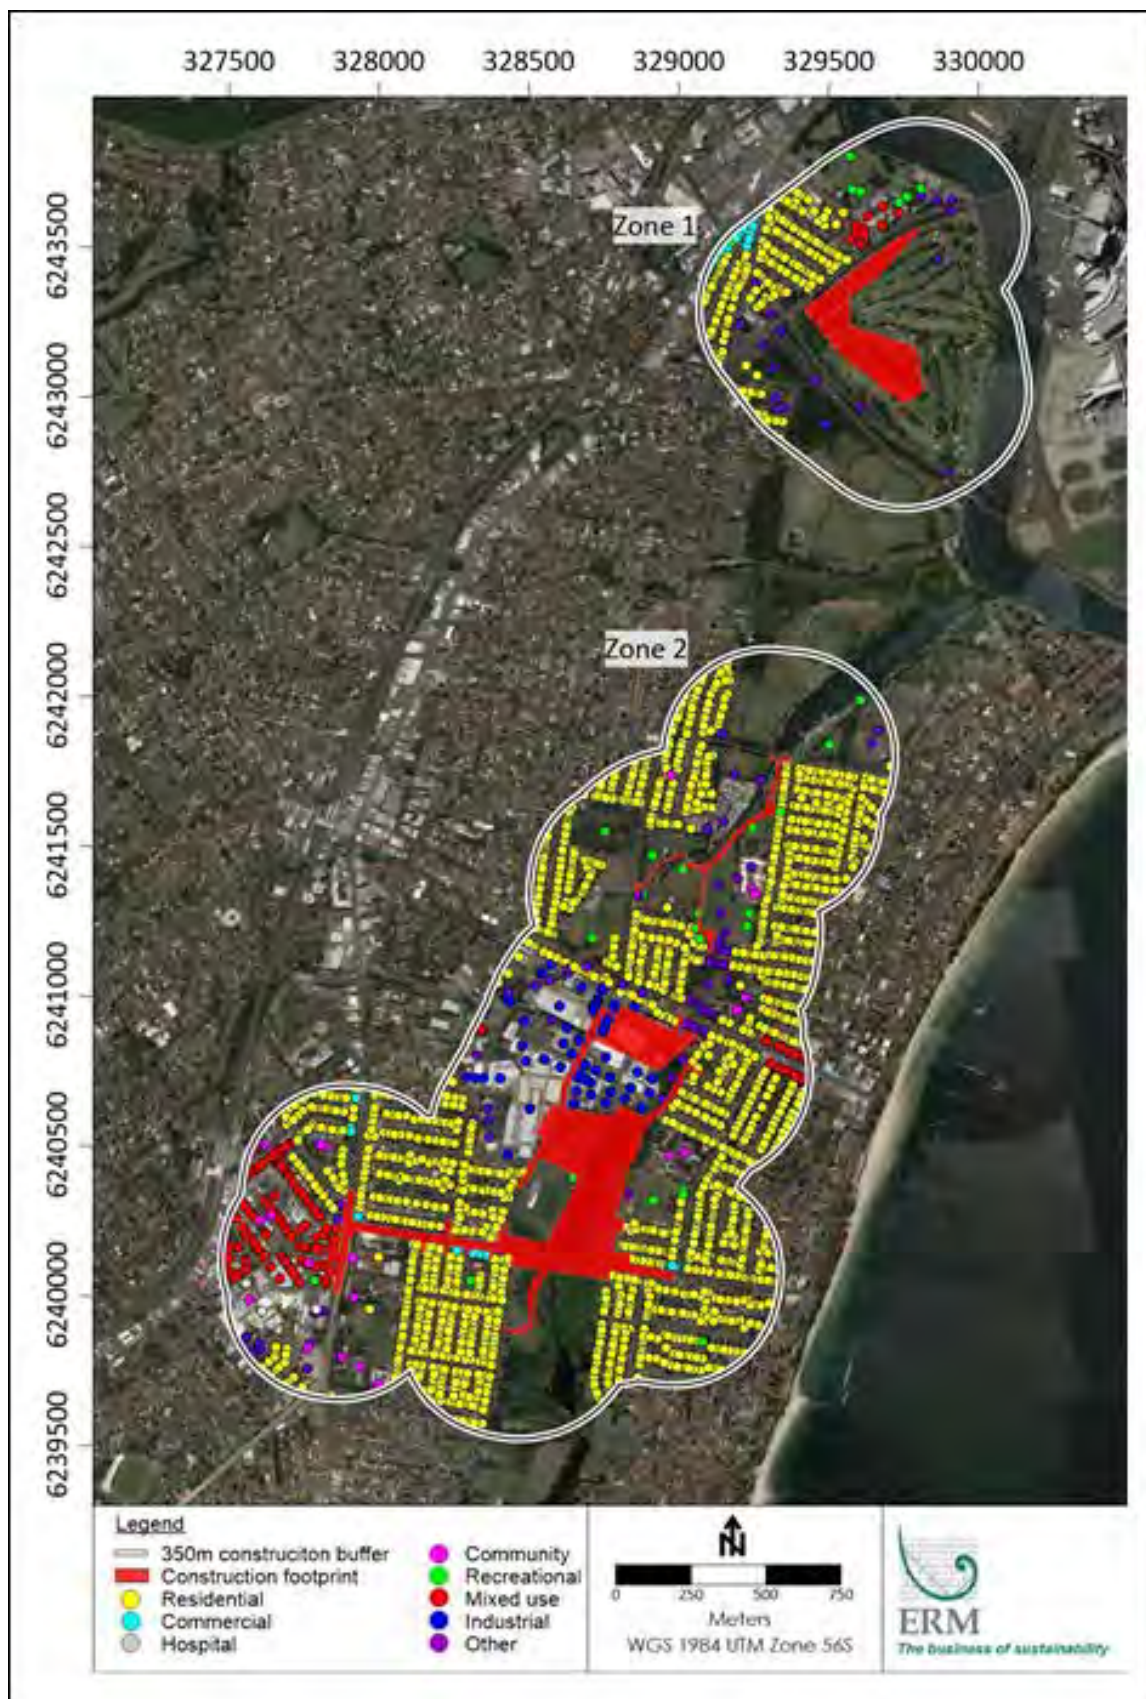 327500 328000 328500 329000 329500 330000
6243500
6243000
6242500
6242000
6241500
6241000
6240500
6240000
6239500
Zone 1
Zone 2
Legend
350m construciton buffer
Construction footprint
Residential
Commercial
Hospital
Community
Recreational
Mixed use
Industrial
Other
N
0 250 500 750
Meters
WGS 1984 UTM Zone 56S
ERM
The business of sustainability